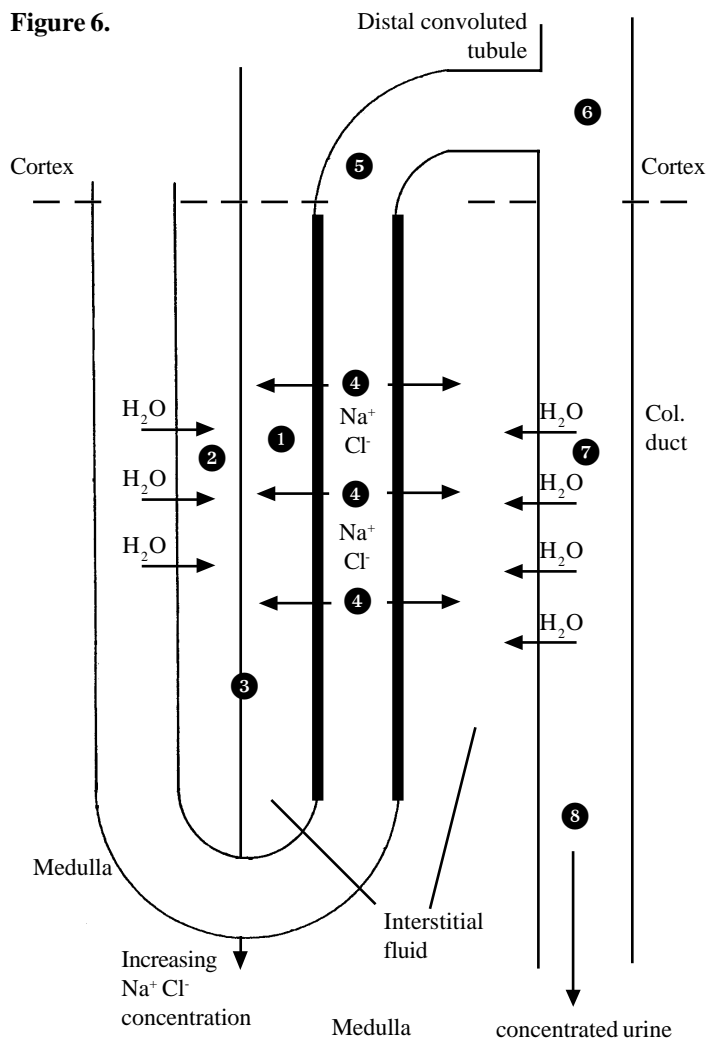 Figure 6.
Distal convoluted
tubule
6
5
Cortex
Cortex
4
H₂O
Na⁺
Cl⁻
1
2
H₂O
7
Col.
duct
H₂O
4
H₂O
Na⁺
Cl⁻
H₂O
H₂O
4
H₂O
3
8
Medulla
Interstitial
fluid
Increasing
Na⁺ Cl⁻
concentration
Medulla
concentrated urine